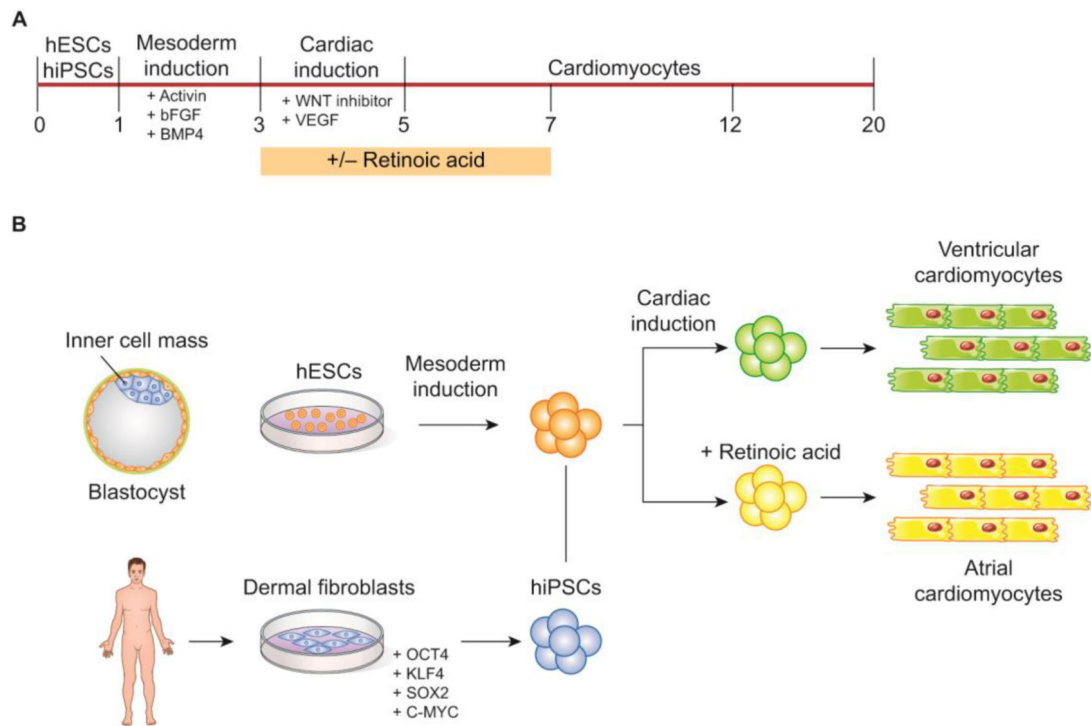 A
hESCs
hiPSCs
Mesoderm
induction
Cardiac
induction
Cardiomyocytes
+ Activin
+ bFGF
+ BMP4
+ WNT inhibitor
+ VEGF
0
1
3
5
7
12
20
+/– Retinoic acid
B
Inner cell mass
Blastocyst
hESCs
Mesoderm
induction
Cardiac
induction
Ventricular
cardiomyocytes
+ Retinoic acid
Atrial
cardiomyocytes
Dermal fibroblasts
+ OCT4
+ KLF4
+ SOX2
+ C-MYC
hiPSCs